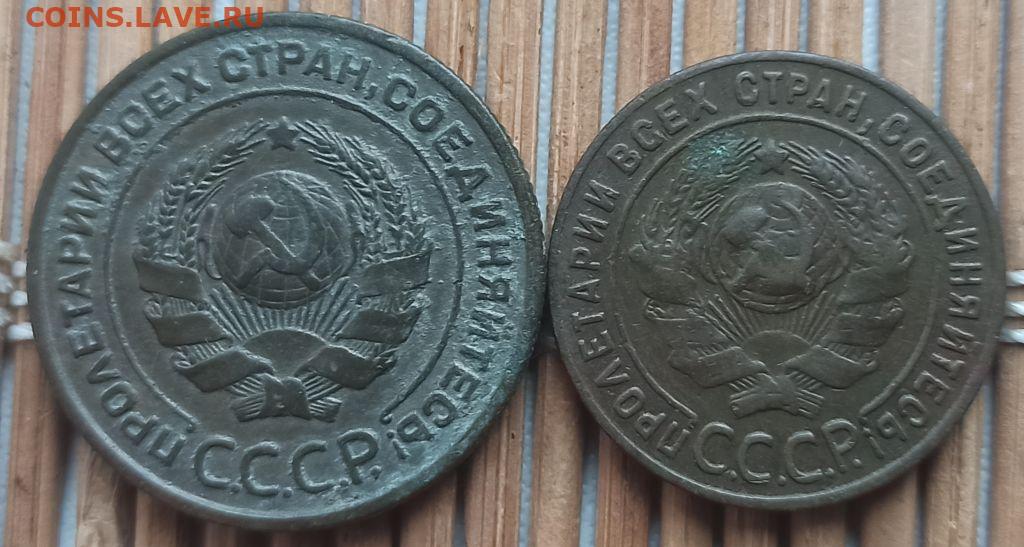 COINS.LAVE.RU
ПРОЛЕТАРИИ ВСЕХ СТРАН, СОЕДИНЯЙТЕСЬ!
С.С.С.Р.
ПРОЛЕТАРИИ ВСЕХ СТРАН, СОЕДИНЯЙТЕСЬ!
С.С.С.Р.